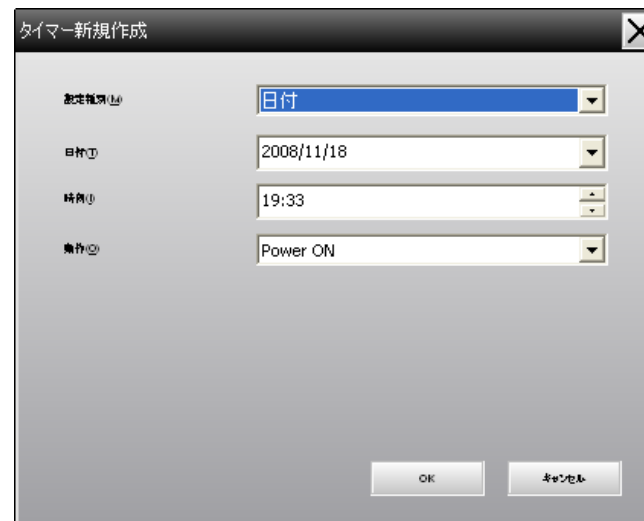 タイマー新規作成
設定種別(M)
日付
日付(T)
2008/11/18
時刻(I)
19:33
動作(O)
Power ON
OK
キャンセル